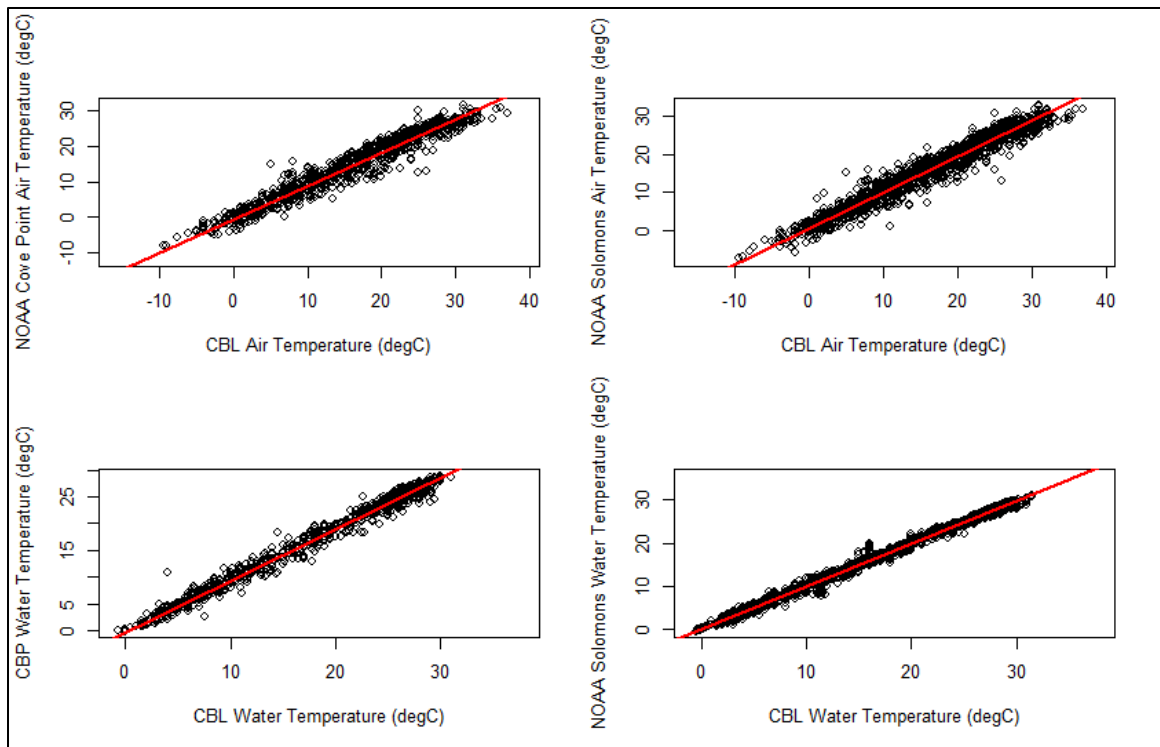 NOAA Cove Point Air Temperature (degC)
30
20
10
0
-10
-10 0 10 20 30 40
CBL Air Temperature (degC)
NOAA Solomons Air Temperature (degC)
30
20
10
0
-10 0 10 20 30 40
CBL Air Temperature (degC)
CBP Water Temperature (degC)
25
15
5
0
0 10 20 30
CBL Water Temperature (degC)
NOAA Solomons Water Temperature (degC)
30
20
10
0
0 10 20 30
CBL Water Temperature (degC)